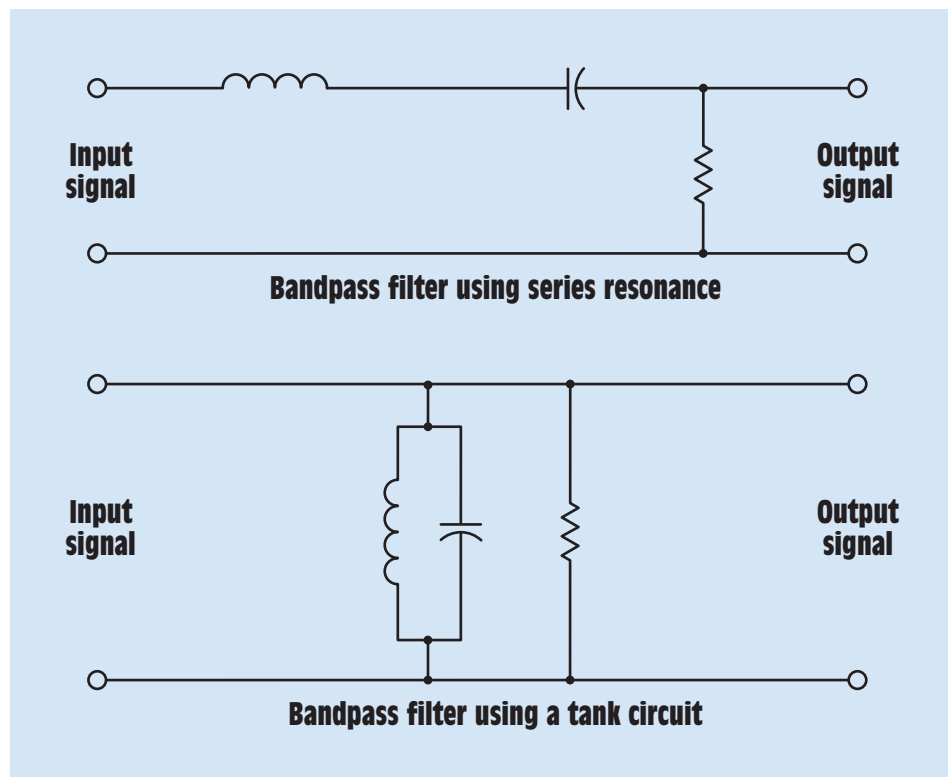 Input
signal
Output
signal
Bandpass filter using series resonance
Input
signal
Output
signal
Bandpass filter using a tank circuit